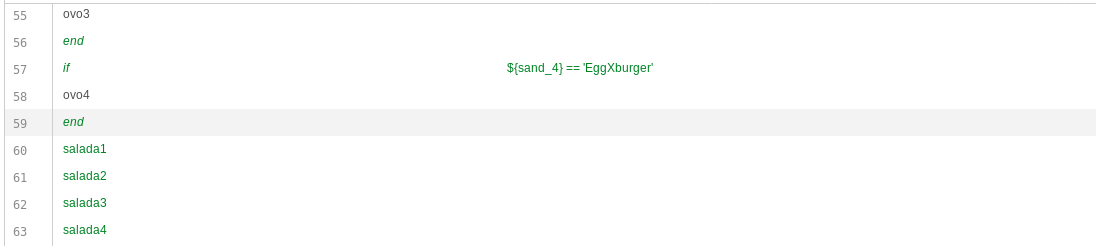 55 ovo3
56 end
57 if ${sand_4} == 'EggXburger'
58 ovo4
59 end
60 salada1
61 salada2
62 salada3
63 salada4